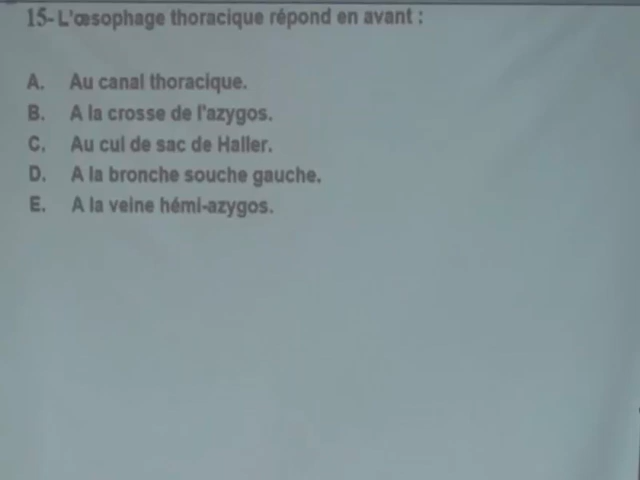 15- L'œsophage thoracique répond en avant :
A. Au canal thoracique.
B. A la crosse de l'azygos.
C. Au cul de sac de Haller.
D. A la bronche souche gauche.
E. A la veine hémi-azygos.